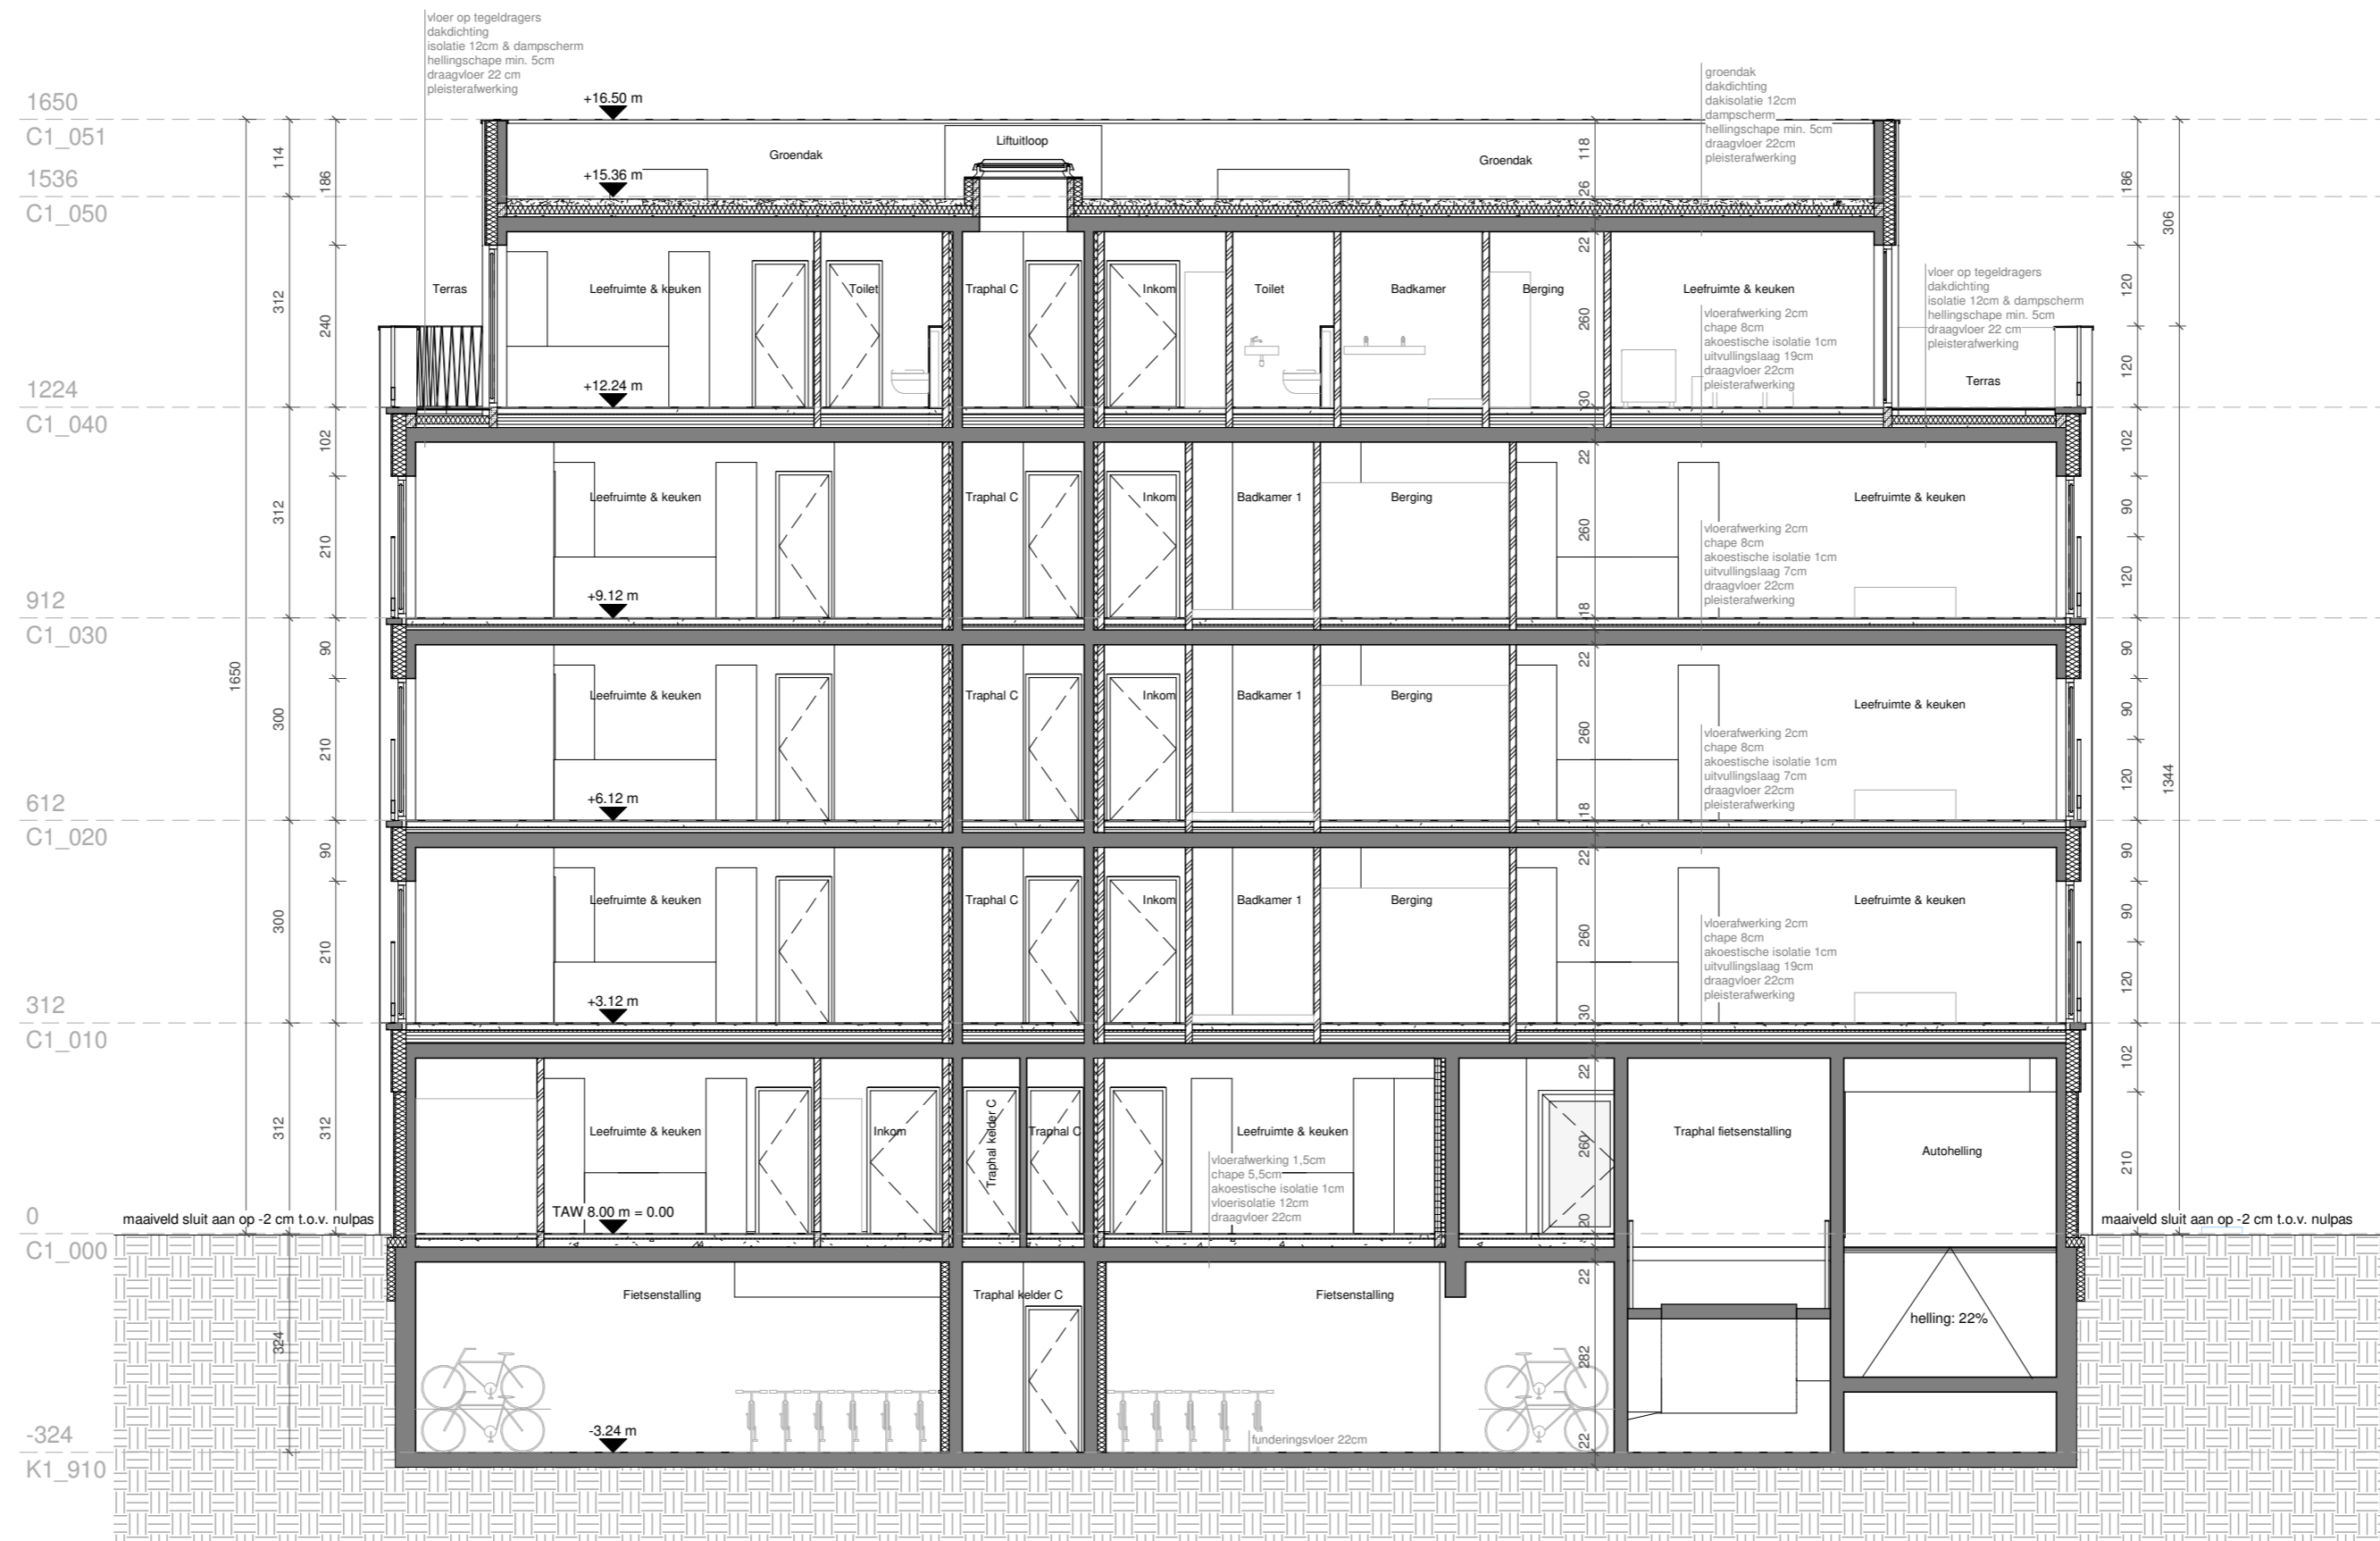 vloer op tegeldragers
dakdichting
isolatie 12cm & dampscherm
hellingschape min. 5cm
draagvloer 22 cm
pleisterafwerking
groendak
dakdichting
dakisolatie 12cm
dampscherm
hellingschape min. 5cm
draagvloer 22cm
pleisterafwerking
1650
C1_051
+16.50 m
Liftuitloop
Groendak
Groendak
114
186
118
186
306
1536
C1_050
+15.36 m
26
22
Terras
Leefruimte & keuken
Toilet
Traphal C
Inkom
Toilet
Badkamer
Berging
Leefruimte & keuken
312
240
260
120
120
vloer op tegeldragers
dakdichting
isolatie 12cm & dampscherm
hellingschape min. 5cm
draagvloer 22 cm
pleisterafwerking
vloerafwerking 2cm
chape 8cm
akoestische isolatie 1cm
uitvullingslaag 19cm
draagvloer 22cm
pleisterafwerking
Terras
1224
C1_040
+12.24 m
30
102
22
102
Leefruimte & keuken
Traphal C
Inkom
Badkamer 1
Berging
Leefruimte & keuken
312
210
260
90
120
vloerafwerking 2cm
chape 8cm
akoestische isolatie 1cm
uitvullingslaag 7cm
draagvloer 22cm
pleisterafwerking
912
C1_030
+9.12 m
18
90
22
90
1650
Leefruimte & keuken
Traphal C
Inkom
Badkamer 1
Berging
Leefruimte & keuken
300
210
260
90
120
1344
vloerafwerking 2cm
chape 8cm
akoestische isolatie 1cm
uitvullingslaag 7cm
draagvloer 22cm
pleisterafwerking
612
C1_020
+6.12 m
18
90
22
90
Leefruimte & keuken
Traphal C
Inkom
Badkamer 1
Berging
Leefruimte & keuken
300
210
260
90
120
vloerafwerking 2cm
chape 8cm
akoestische isolatie 1cm
uitvullingslaag 19cm
draagvloer 22cm
pleisterafwerking
312
C1_010
+3.12 m
30
22
102
312
312
Leefruimte & keuken
Inkom
Traphal kelder C
Traphal C
Leefruimte & keuken
260
Traphal fietsenstalling
Autohelling
210
vloerafwerking 1,5cm
chape 5,5cm
akoestische isolatie 1cm
vloerisolatie 12cm
draagvloer 22cm
0
C1_000
maaiveld sluit aan op -2 cm t.o.v. nulpas
TAW 8.00 m = 0.00
20
maaiveld sluit aan op -2 cm t.o.v. nulpas
22
Fietsenstalling
Traphal kelder C
Fietsenstalling
helling: 22%
324
282
-324
K1_910
-3.24 m
funderingsvloer 22cm
22